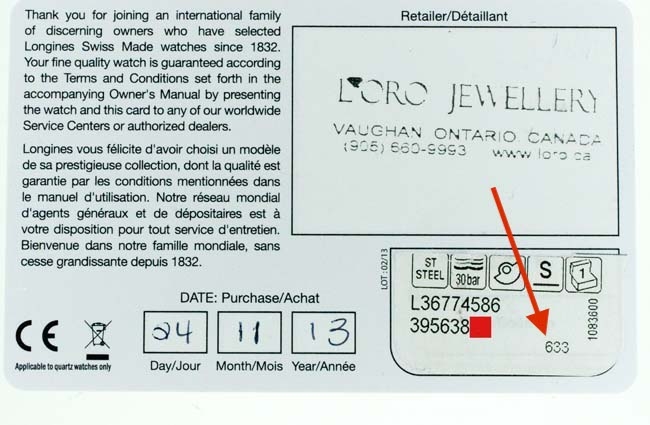 Thank you for joining an international family
of discerning owners who have selected
Longines Swiss Made watches since 1832.
Your fine quality watch is guaranteed according
to the Terms and Conditions set forth in the
accompanying Owner's Manual by presenting
the watch and this card to any of our worldwide
Service Centers or authorized dealers.
Longines vous félicite d'avoir choisi un modèle
de sa prestigieuse collection, dont la qualité est
garantie par les conditions mentionnées dans
le manuel d'utilisation. Notre réseau mondial
d'agents généraux et de dépositaires est à
votre disposition pour tout service d'entretien.
Bienvenue dans notre famille mondiale, sans
cesse grandissante depuis 1832.
Retailer/Détaillant
L'ORO JEWELLERY
VAUGHAN ONTARIO, CANADA
(905) 660-9993 www.loro.ca
LOT: 02/13
ST
STEEL
30 bar
S
1
L36774586
395638
633
1083600
DATE: Purchase/Achat
24 11 13
Day/Jour Month/Mois Year/Année
CE
Applicable to quartz watches only